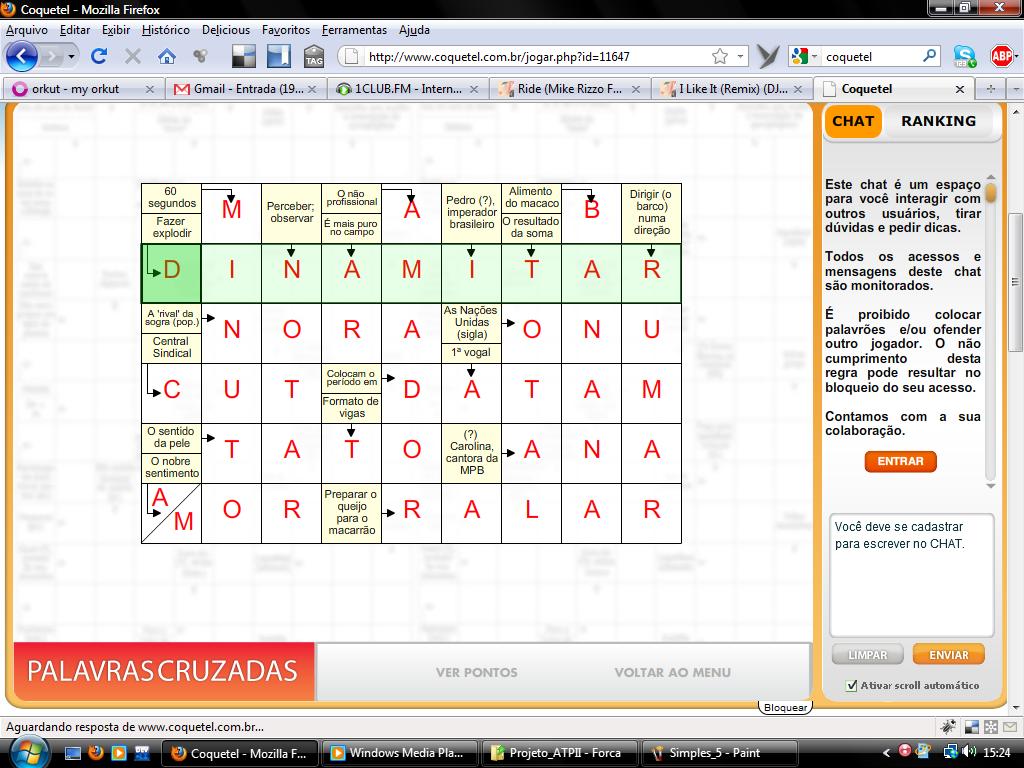 Coquetel - Mozilla Firefox
Arquivo Editar Exibir Histórico Delicious Favoritos Ferramentas Ajuda
TAG http://www.coquetel.com.br/jogar.php?id=11647 coquetel ABP
orkut - my orkut Gmail - Entrada (19... 1CLUB.FM - Intern... Ride (Mike Rizzo F... I Like It (Remix) (DJ... Coquetel
CHAT RANKING
Este chat é um espaço
para você interagir com
outros usuários, tirar
dúvidas e pedir dicas.
Todos os acessos e
mensagens deste chat
são monitorados.
É proibido colocar
palavrões e/ou ofender
outro jogador. O não
cumprimento desta
regra pode resultar no
bloqueio do seu acesso.
Contamos com a sua
colaboração.
ENTRAR
Você deve se cadastrar
para escrever no CHAT.
LIMPAR ENVIAR
Ativar scroll automático
60
segundos
Fazer
explodir
M
Perceber;
observar
O não
profissional
É mais puro
no campo
A
Pedro (?),
imperador
brasileiro
Alimento
do macaco
O resultado
da soma
B
Dirigir (o
barco)
numa
direção
D I N A M I T A R
A 'rival' da
sogra (pop.)
Central
Sindical
N O R A
As Nações
Unidas
(sigla)
1ª vogal
O N U
C U T
Colocam o
período em
Formato de
vigas
D A T A M
O sentido
da pele
O nobre
sentimento
T A T O
(?)
Carolina,
cantora da
MPB
A N A
A M O R
Preparar o
queijo
para o
macarrão
R A L A R
PALAVRAS CRUZADAS VER PONTOS VOLTAR AO MENU
Bloquear
Aguardando resposta de www.coquetel.com.br...
Coquetel - Mozilla F... Windows Media Pla... Projeto_ATPII - Forca Simples_5 - Paint 15:24